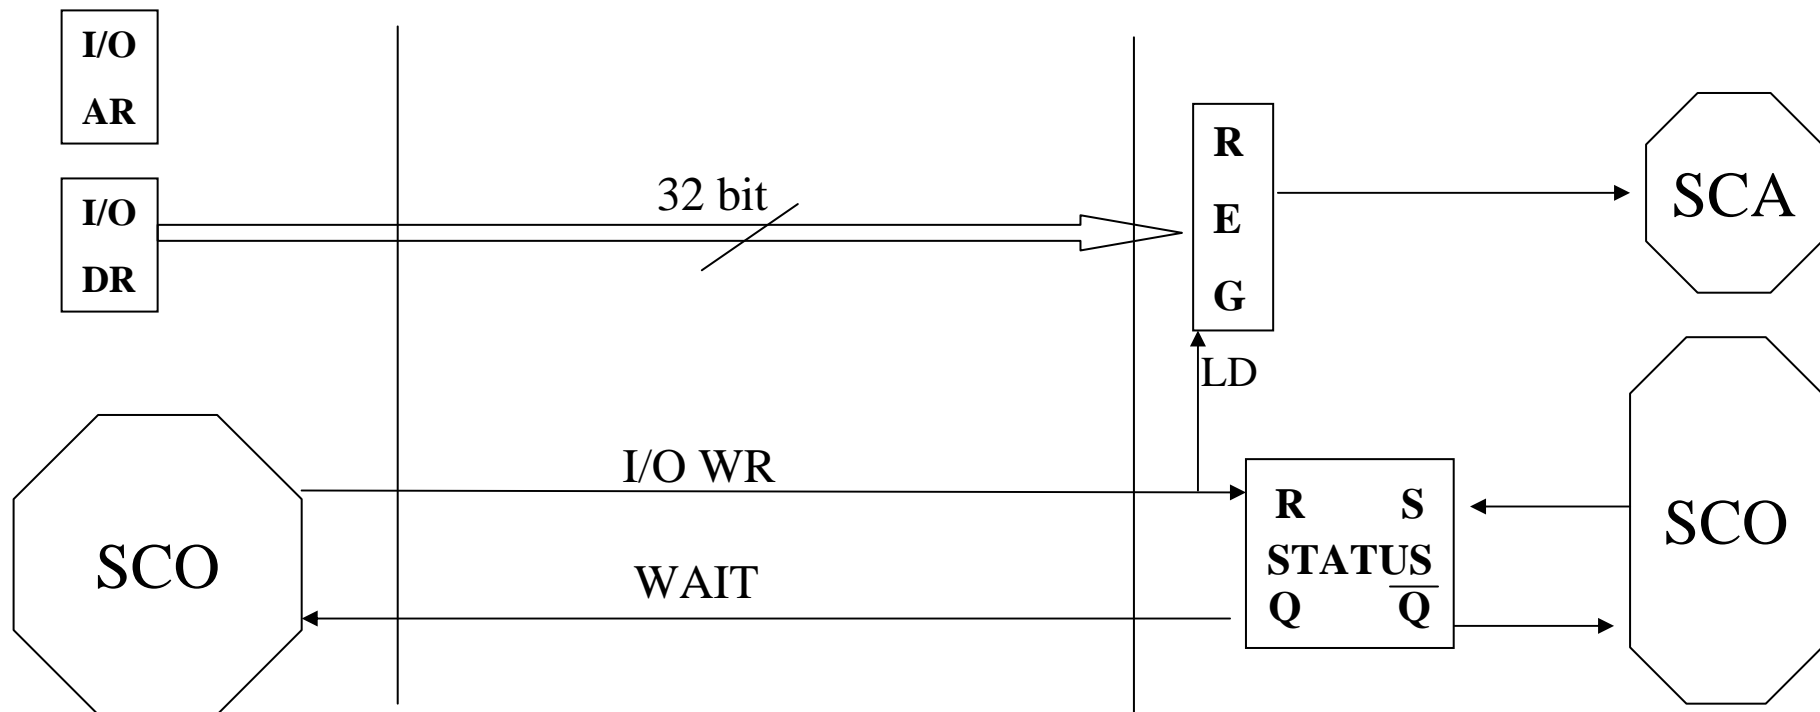 I/O
AR
I/O
DR
32 bit
R
E
G
SCA
LD
I/O WR
SCO
WAIT
R S
STATUS
Q Q̅
SCO